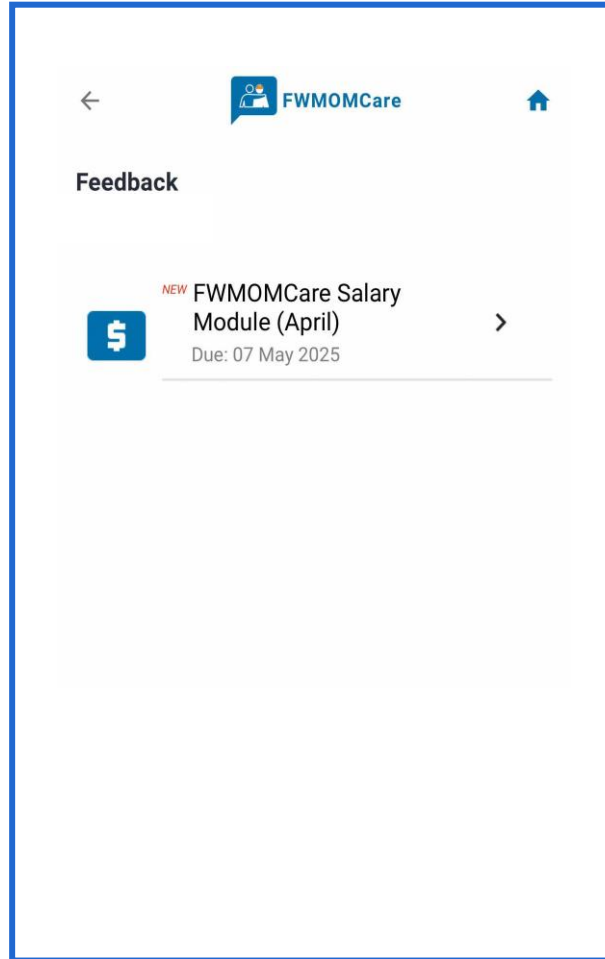 FWMOMCare
Feedback
NEW FWMOMCare Salary
Module (April)
$
Due: 07 May 2025